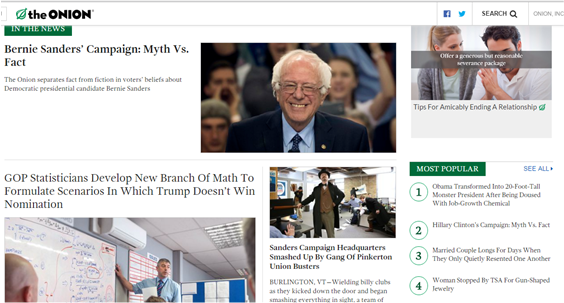 the ONION®
SEARCH
ONION, INC
IN THE NEWS
Bernie Sanders' Campaign: Myth Vs.
Fact
The Onion separates fact from fiction in voters' beliefs about
Democratic presidential candidate Bernie Sanders
Offer a generous but reasonable
severance package
Tips For Amicably Ending A Relationship
GOP Statisticians Develop New Branch Of Math To
Formulate Scenarios In Which Trump Doesn't Win
Nomination
Sanders Campaign Headquarters
Smashed Up By Gang Of Pinkerton
Union Busters
BURLINGTON, VT—Wielding billy clubs
as they kicked down the door and began
smashing everything in sight, a team of
MOST POPULAR
SEE ALL
1 Obama Transformed Into 20-Foot-Tall
Monster President After Being Doused
With Job-Growth Chemical
2 Hillary Clinton's Campaign: Myth Vs. Fact
3 Married Couple Longs For Days When
They Only Quietly Resented One Another
4 Woman Stopped By TSA For Gun-Shaped
Jewelry